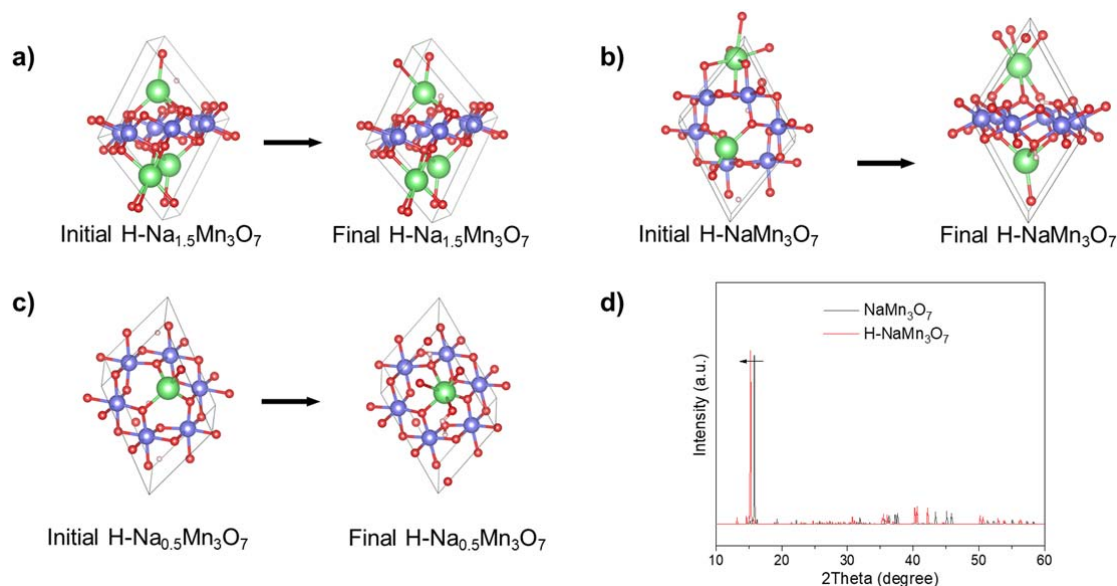 a)
Initial H-Na₁.₅Mn₃O₇
Final H-Na₁.₅Mn₃O₇
b)
Initial H-NaMn₃O₇
Final H-NaMn₃O₇
c)
Initial H-Na₀.₅Mn₃O₇
Final H-Na₀.₅Mn₃O₇
d)
NaMn₃O₇
H-NaMn₃O₇
Intensity (a.u.)
10 20 30 40 50 60
2Theta (degree)